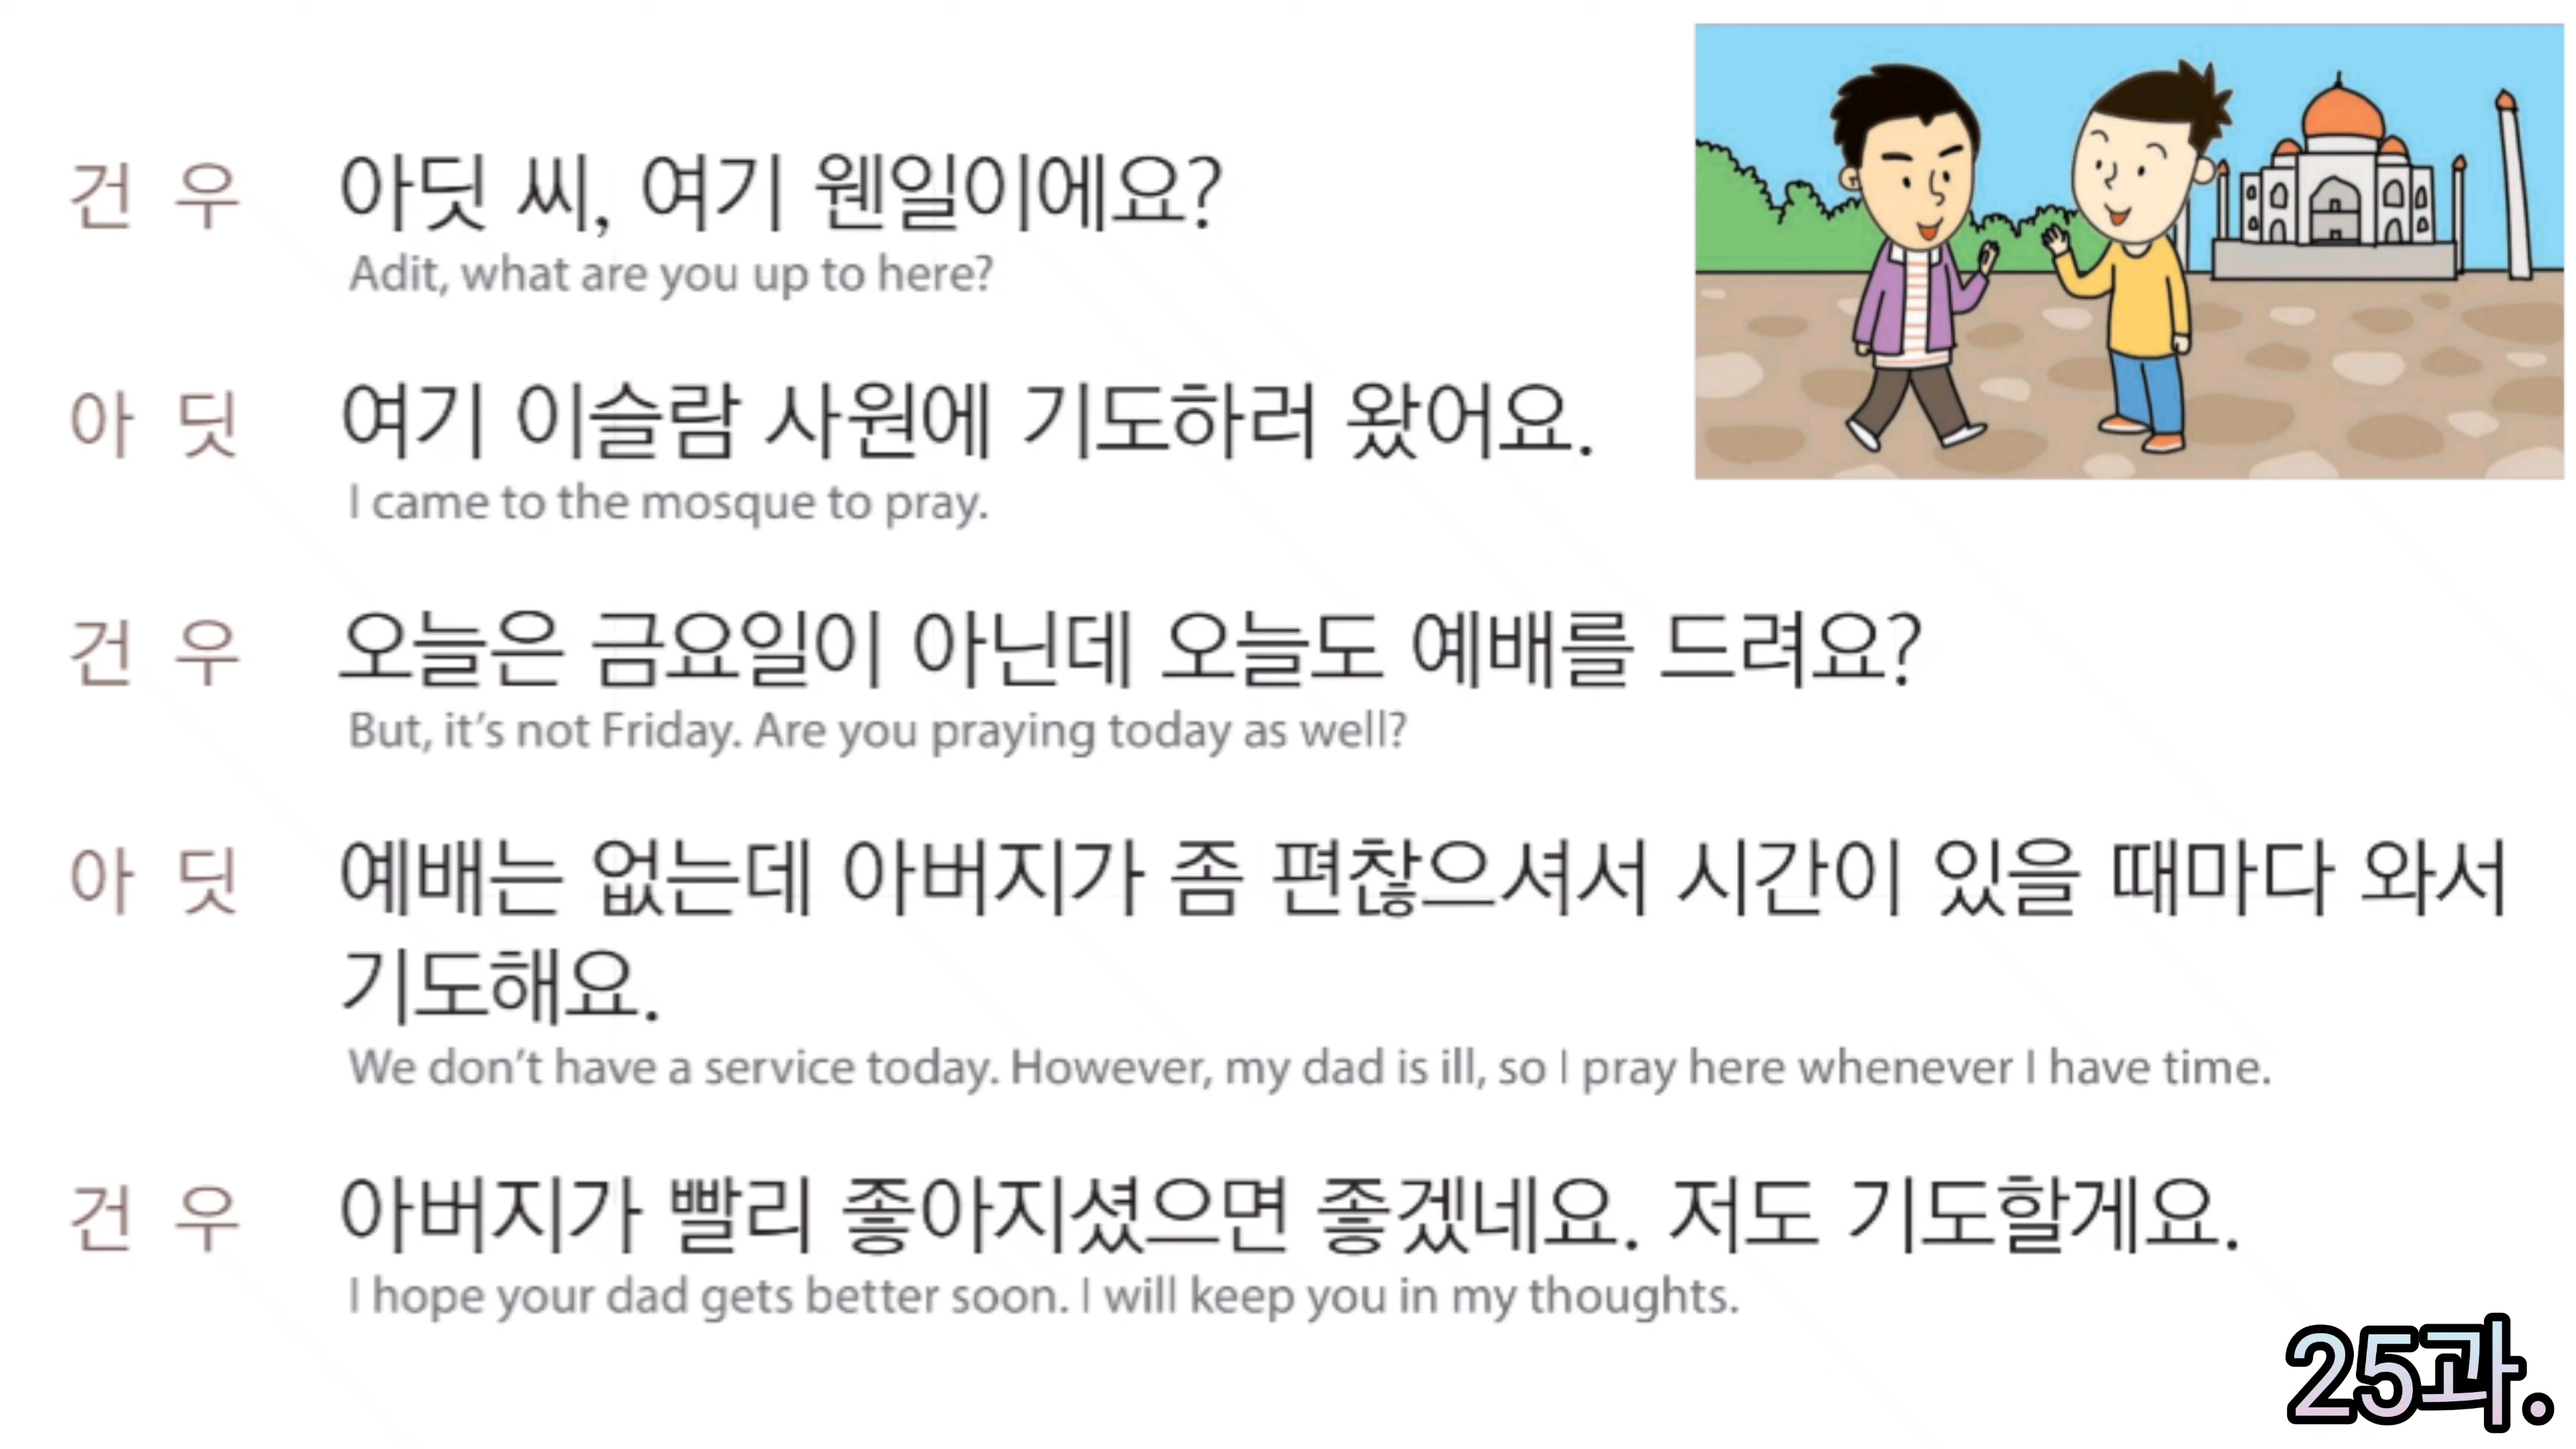 건 우 아딧 씨, 여기 웬일이에요?
Adit, what are you up to here?
아 딧 여기 이슬람 사원에 기도하러 왔어요.
I came to the mosque to pray.
건 우 오늘은 금요일이 아닌데 오늘도 예배를 드려요?
But, it’s not Friday. Are you praying today as well?
아 딧 예배는 없는데 아버지가 좀 편찮으셔서 시간이 있을 때마다 와서
기도해요.
We don’t have a service today. However, my dad is ill, so I pray here whenever I have time.
건 우 아버지가 빨리 좋아지셨으면 좋겠네요. 저도 기도할게요.
I hope your dad gets better soon. I will keep you in my thoughts.
25과.